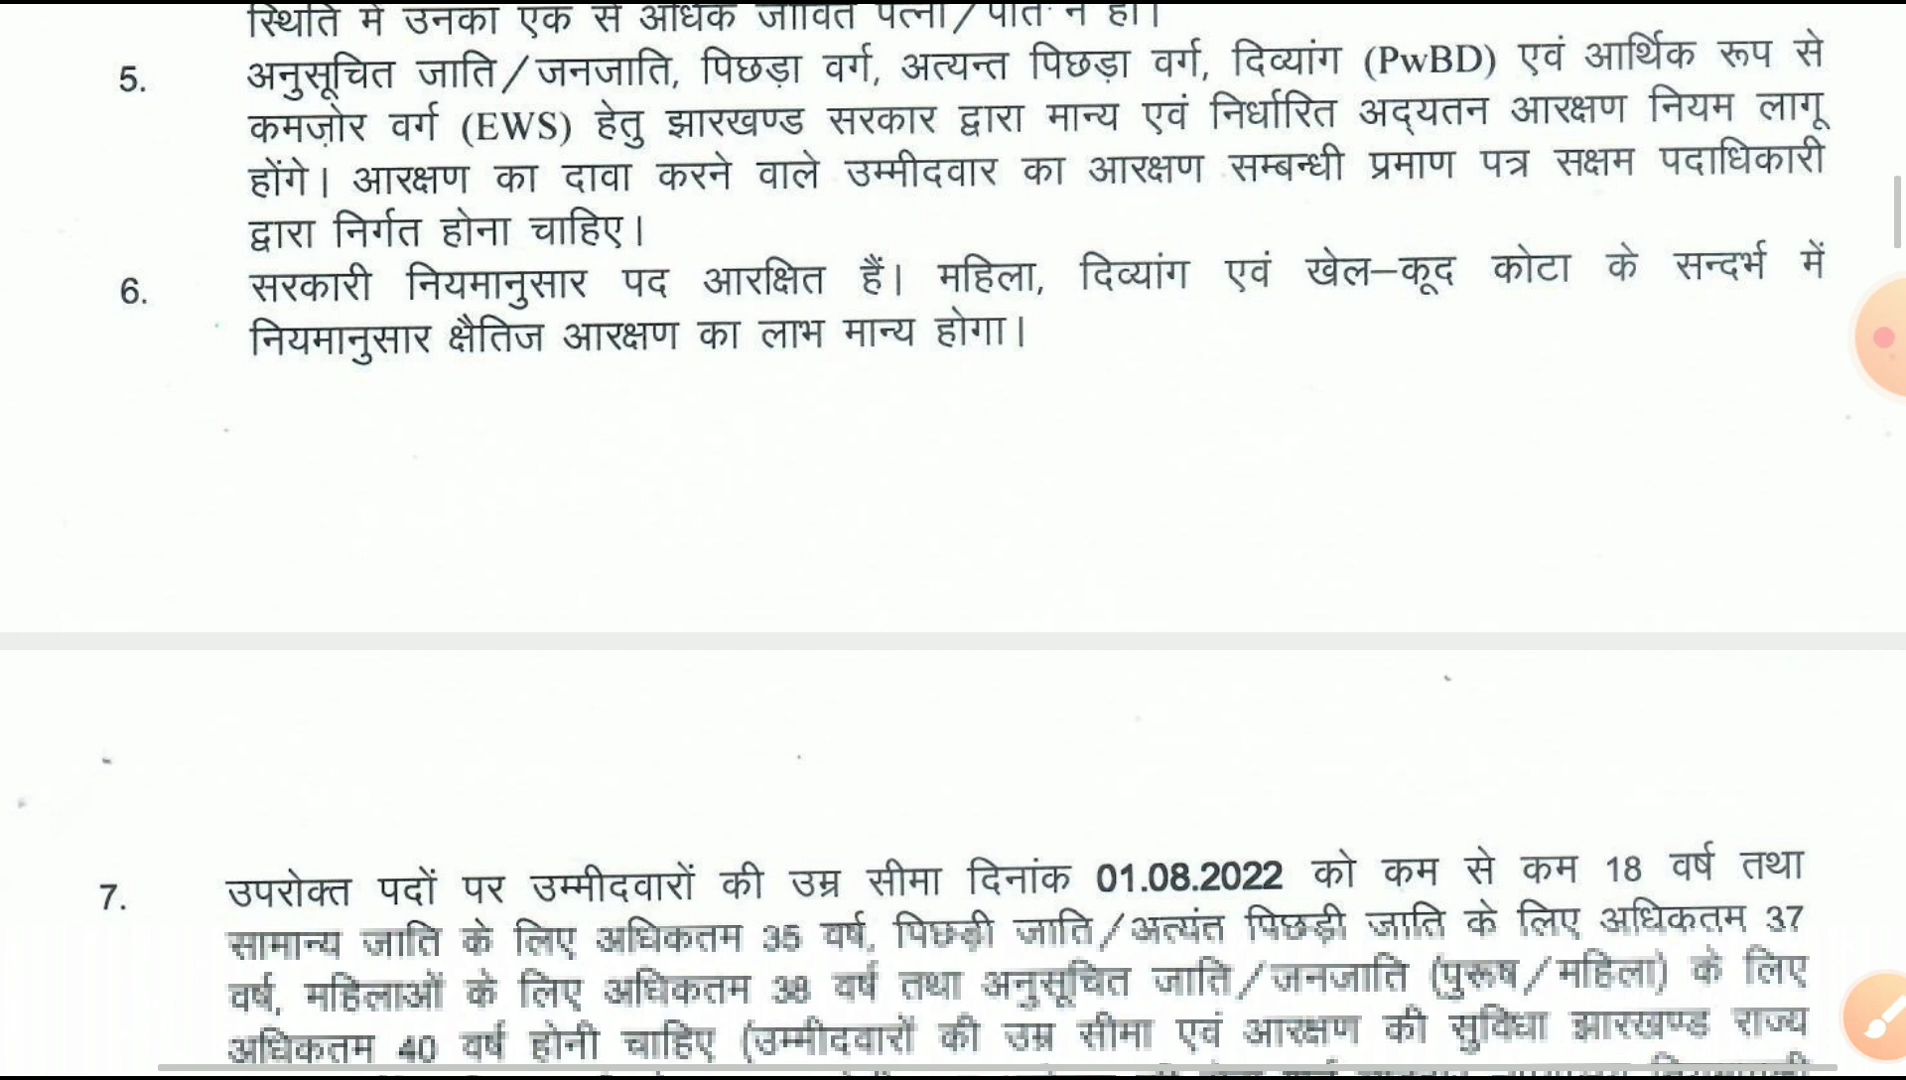 स्थिति में उनका एक से अधिक जीवित पत्नी/पति न हो।
5. अनुसूचित जाति/जनजाति, पिछड़ा वर्ग, अत्यन्त पिछड़ा वर्ग, दिव्यांग (PwBD) एवं आर्थिक रूप से
कमज़ोर वर्ग (EWS) हेतु झारखण्ड सरकार द्वारा मान्य एवं निर्धारित अद्यतन आरक्षण नियम लागू
होंगे। आरक्षण का दावा करने वाले उम्मीदवार का आरक्षण सम्बन्धी प्रमाण पत्र सक्षम पदाधिकारी
द्वारा निर्गत होना चाहिए।
6. सरकारी नियमानुसार पद आरक्षित हैं। महिला, दिव्यांग एवं खेल–कूद कोटा के सन्दर्भ में
नियमानुसार क्षैतिज आरक्षण का लाभ मान्य होगा।
7. उपरोक्त पदों पर उम्मीदवारों की उम्र सीमा दिनांक 01.08.2022 को कम से कम 18 वर्ष तथा
सामान्य जाति के लिए अधिकतम 35 वर्ष, पिछड़ी जाति/अत्यंत पिछड़ी जाति के लिए अधिकतम 37
वर्ष, महिलाओं के लिए अधिकतम 38 वर्ष तथा अनुसूचित जाति/जनजाति (पुरूष/महिला) के लिए
अधिकतम 40 वर्ष होनी चाहिए (उम्मीदवारों की उम्र सीमा एवं आरक्षण की सुविधा झारखण्ड राज्य